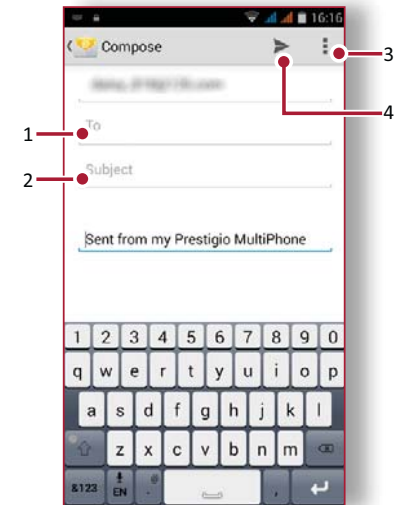 16:16
Compose
3
4
To
1
Subject
2
Sent from my Prestigio MultiPhone
1 2 3 4 5 6 7 8 9 0
q w e r t y u i o p
a s d f g h j k l
z x c v b n m
&123 EN . ,